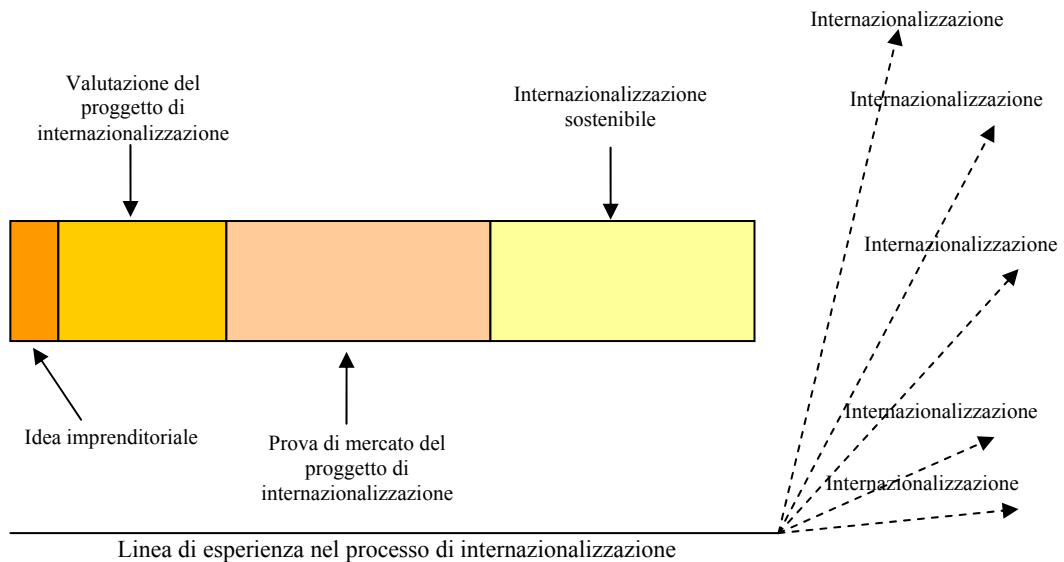 Internazionalizzazione
Valutazione del
proggetto di
internazionalizzazione
Internazionalizzazione
sostenibile
Internazionalizzazione
Internazionalizzazione
Internazionalizzazione
Idea imprenditoriale
Prova di mercato del
proggetto di
internazionalizzazione
Internazionalizzazione
Linea di esperienza nel processo di internazionalizzazione